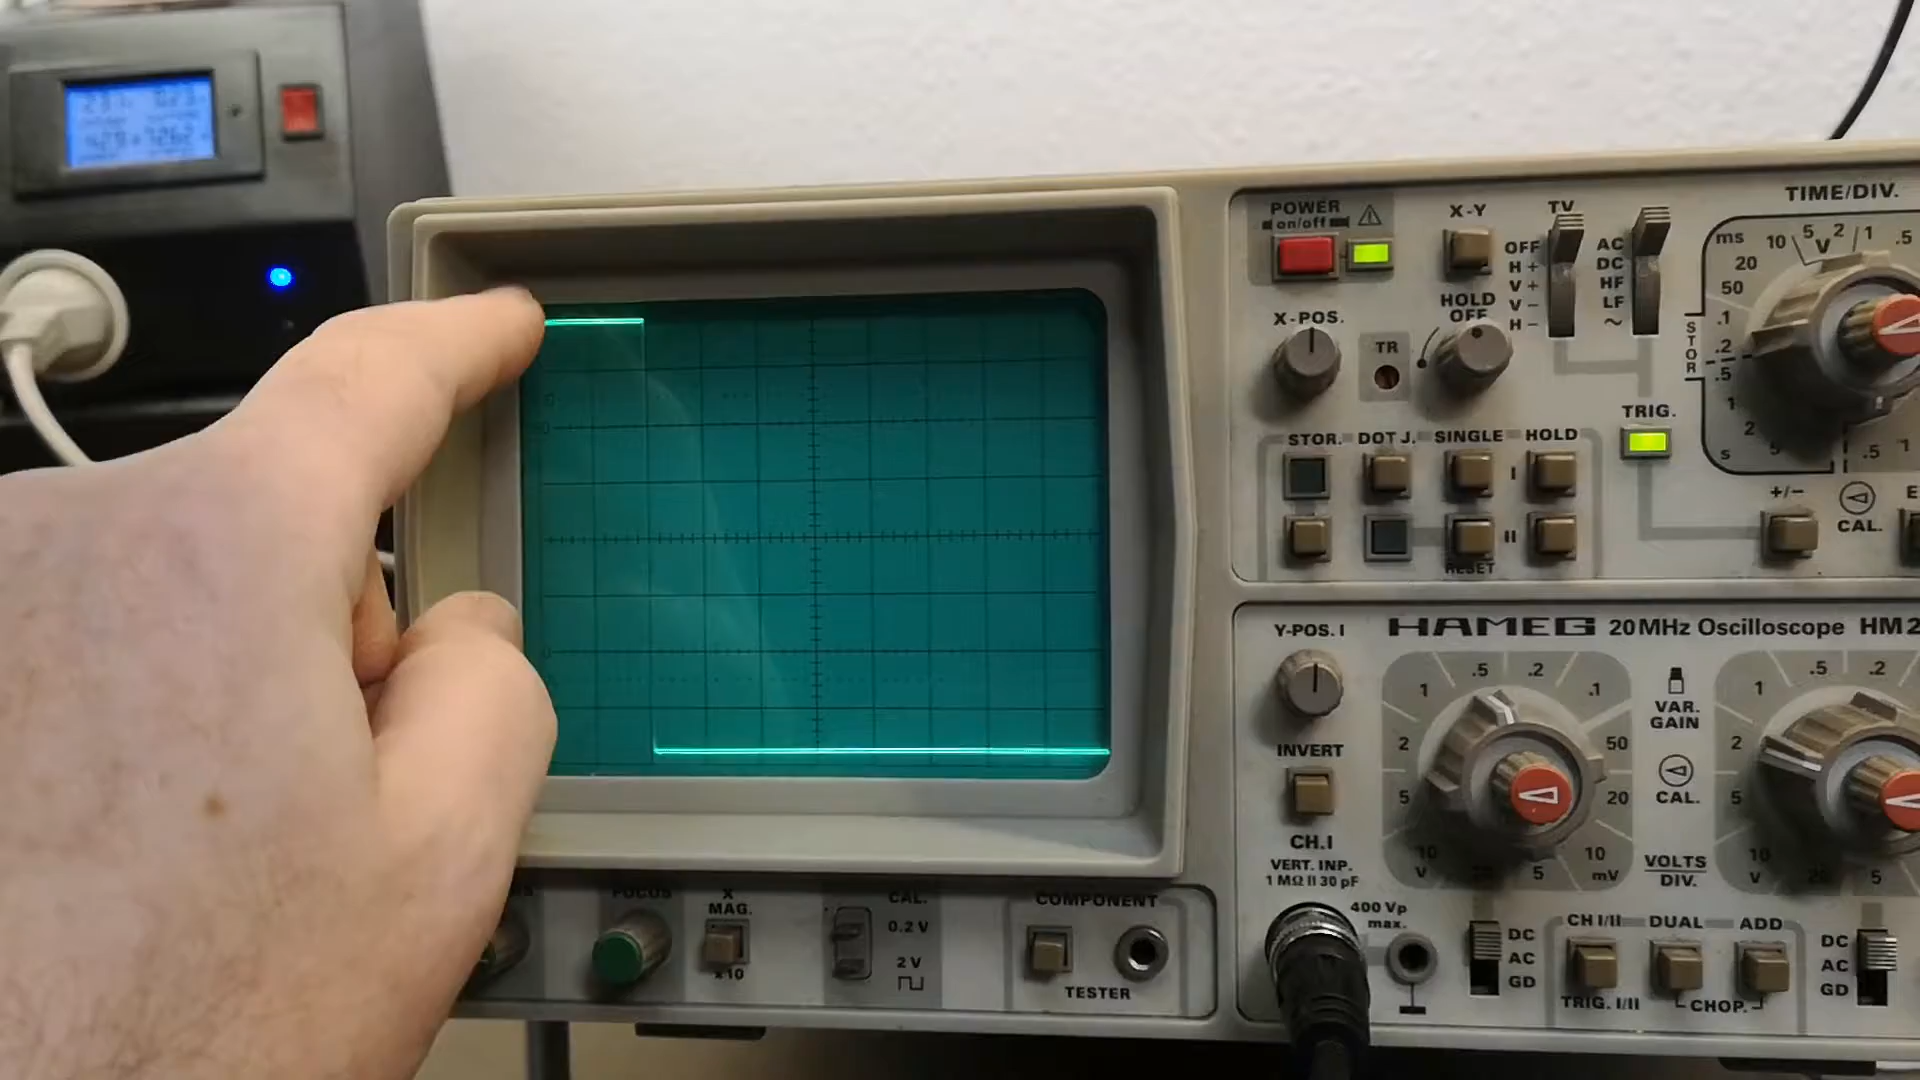 POWER
on/off
X-Y
TV
TIME/DIV.
OFF
H+
V+
V-
H-
AC
DC
HF
LF
~
ms
10
5
2
1
.5
20
50
.1
.2
.5
1
2
5
s
.5
1
STOR
X-POS.
HOLD
OFF
TR
TRIG.
STOR.
DOT J.
SINGLE
HOLD
I
II
RESET
+/−
CAL.
Y-POS. I
HAMEG 20MHz Oscilloscope HM2
INVERT
CH.I
VERT. INP.
1 MΩ II 30 pF
400 Vp
max.
.5
.2
1
.1
2
50
5
20
10
V
5
10
mV
VAR.
GAIN
CAL.
VOLTS
DIV.
.5
.2
1
2
5
10
V
20
5
DC
AC
GD
CH I/II
DUAL
ADD
TRIG. I/II
CHOP.
DC
AC
GD
FOCUS
X
MAG.
x10
CAL.
0.2 V
2 V
COMPONENT
TESTER